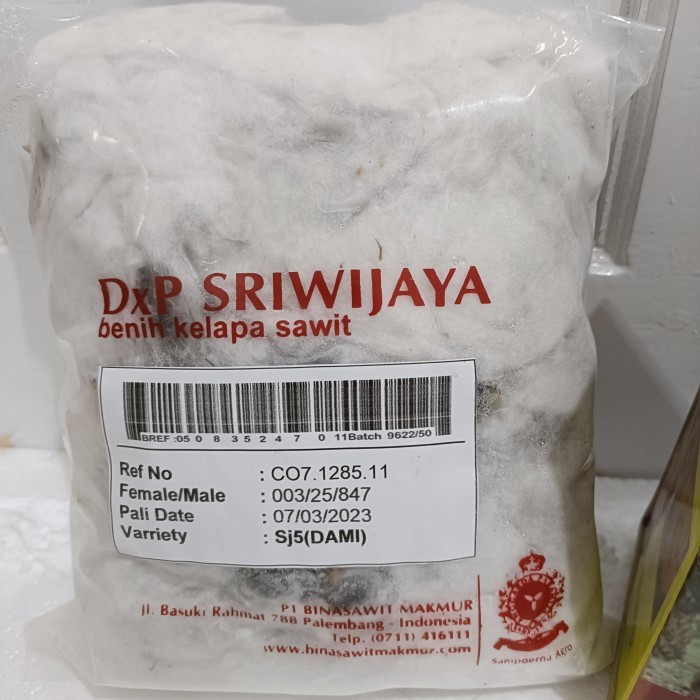 DxP SRIWIJAYA
benih kelapa sawit
BREF :05 0 8 3 5 2 4 7 0 11Batch 9622/50
Ref No : CO7.1285.11
Female/Male : 003/25/847
Pali Date : 07/03/2023
Varriety : Sj5(DAMI)
PT BINASAWIT MAKMUR
Jl. Basuki Rahmat 788 Palembang - Indonesia
Telp. (0711) 416111
www.binasawitmakmur.com
Sampoerna Agro